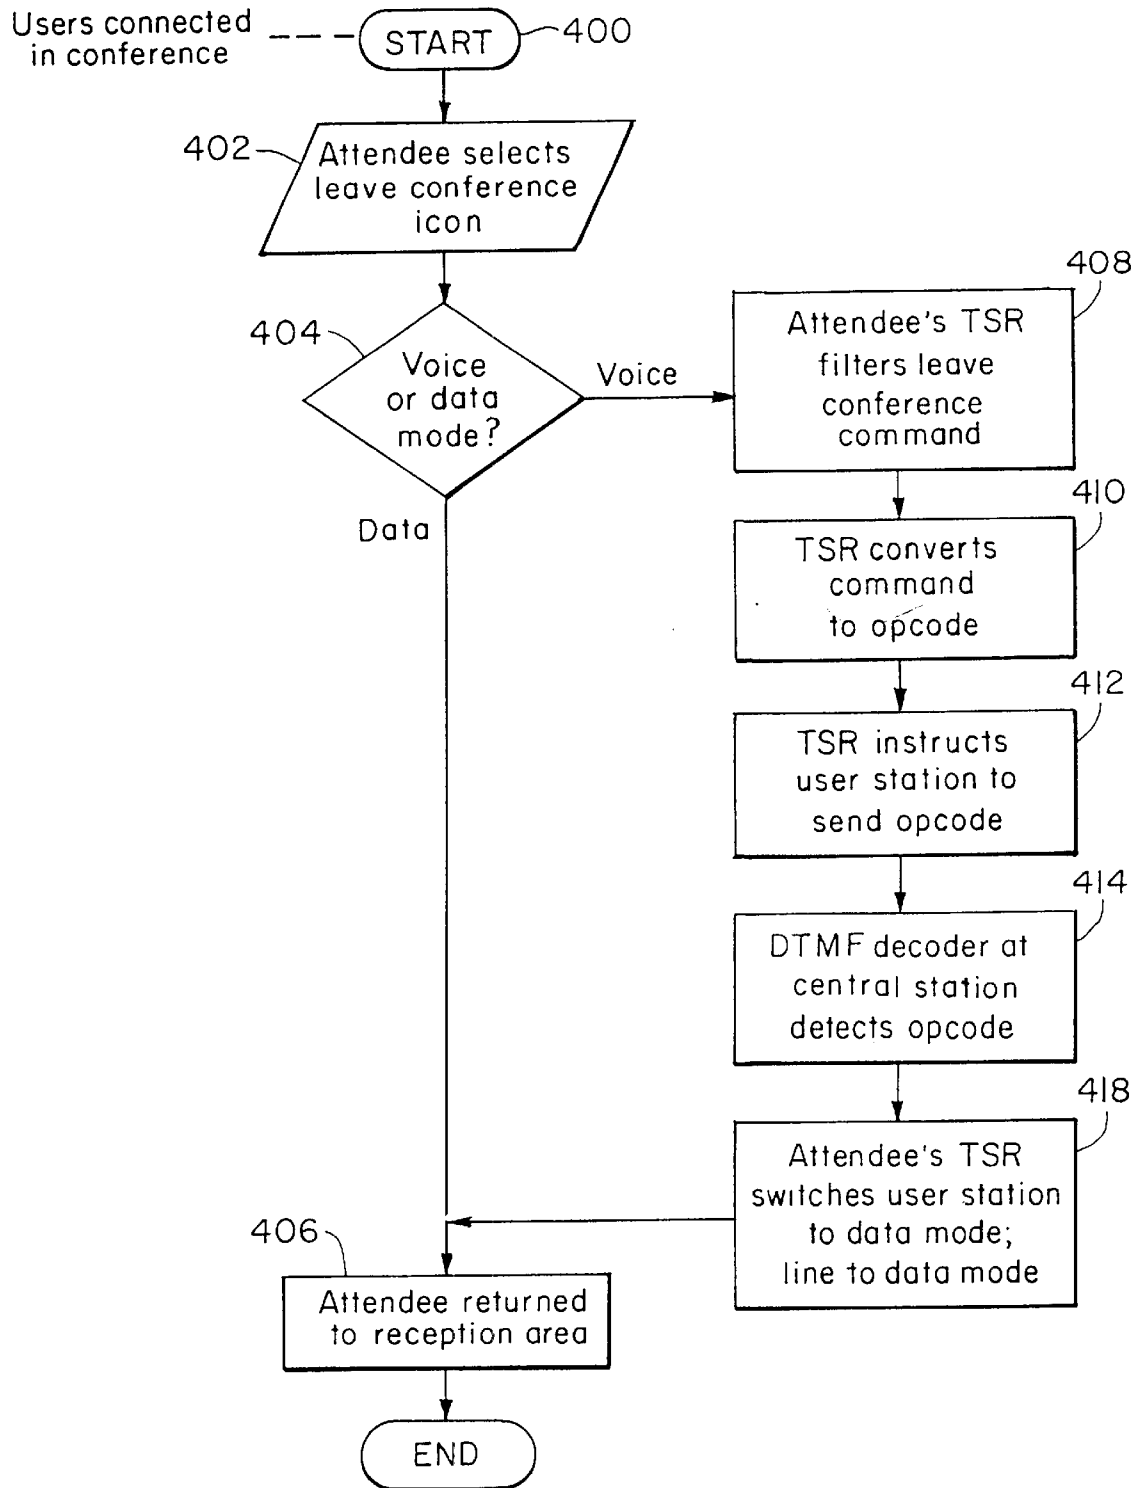 Users connected
in conference
START
400
402
Attendee selects
leave conference
icon
404
Voice
or data
mode?
Voice
Data
408
Attendee's TSR
filters leave
conference
command
410
TSR converts
command
to opcode
412
TSR instructs
user station to
send opcode
414
DTMF decoder at
central station
detects opcode
418
Attendee's TSR
switches user station
to data mode;
line to data mode
406
Attendee returned
to reception area
END